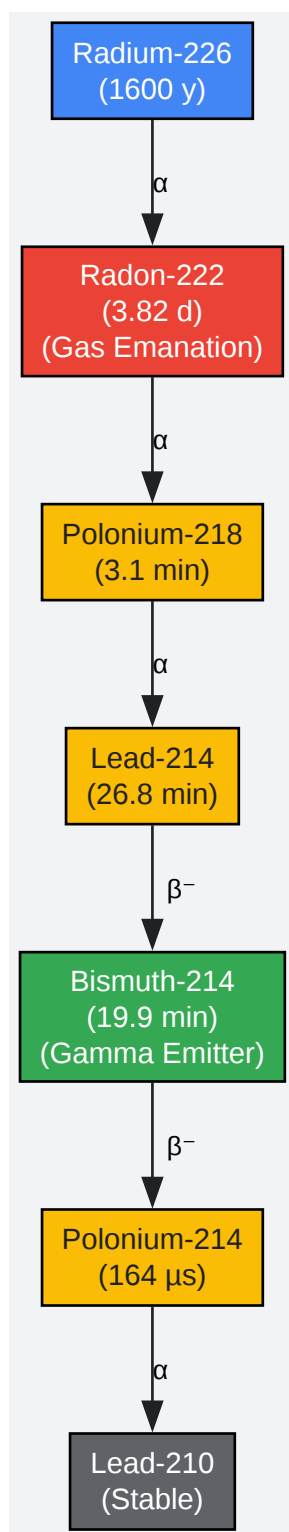 Radium-226
(1600 y)
α
Radon-222
(3.82 d)
(Gas Emanation)
α
Polonium-218
(3.1 min)
α
Lead-214
(26.8 min)
β⁻
Bismuth-214
(19.9 min)
(Gamma Emitter)
β⁻
Polonium-214
(164 µs)
α
Lead-210
(Stable)